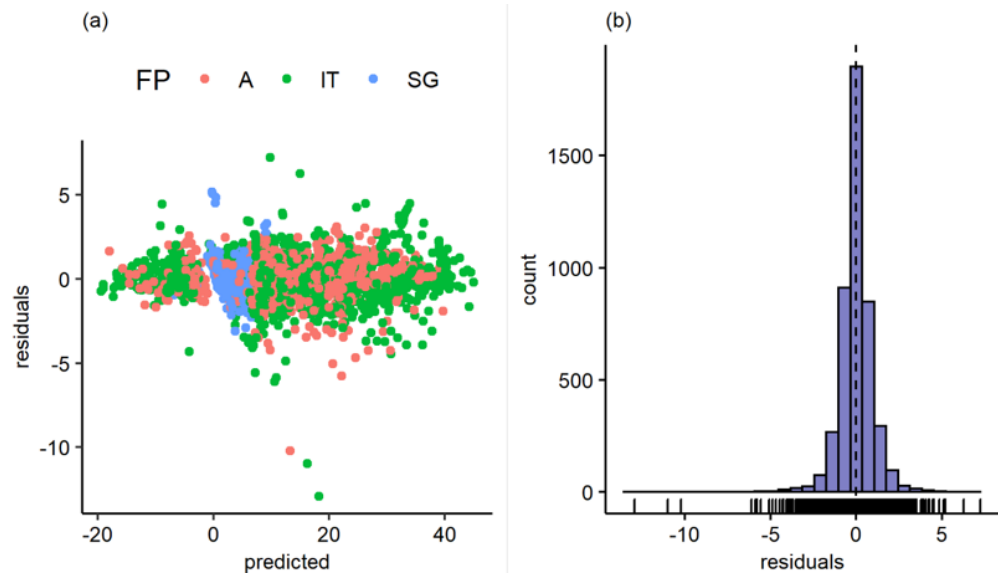 (a)
FP A IT SG
5
0
-5
-10
residuals
-20 0 20 40
predicted
(b)
1500
1000
500
0
count
-10 -5 0 5
residuals